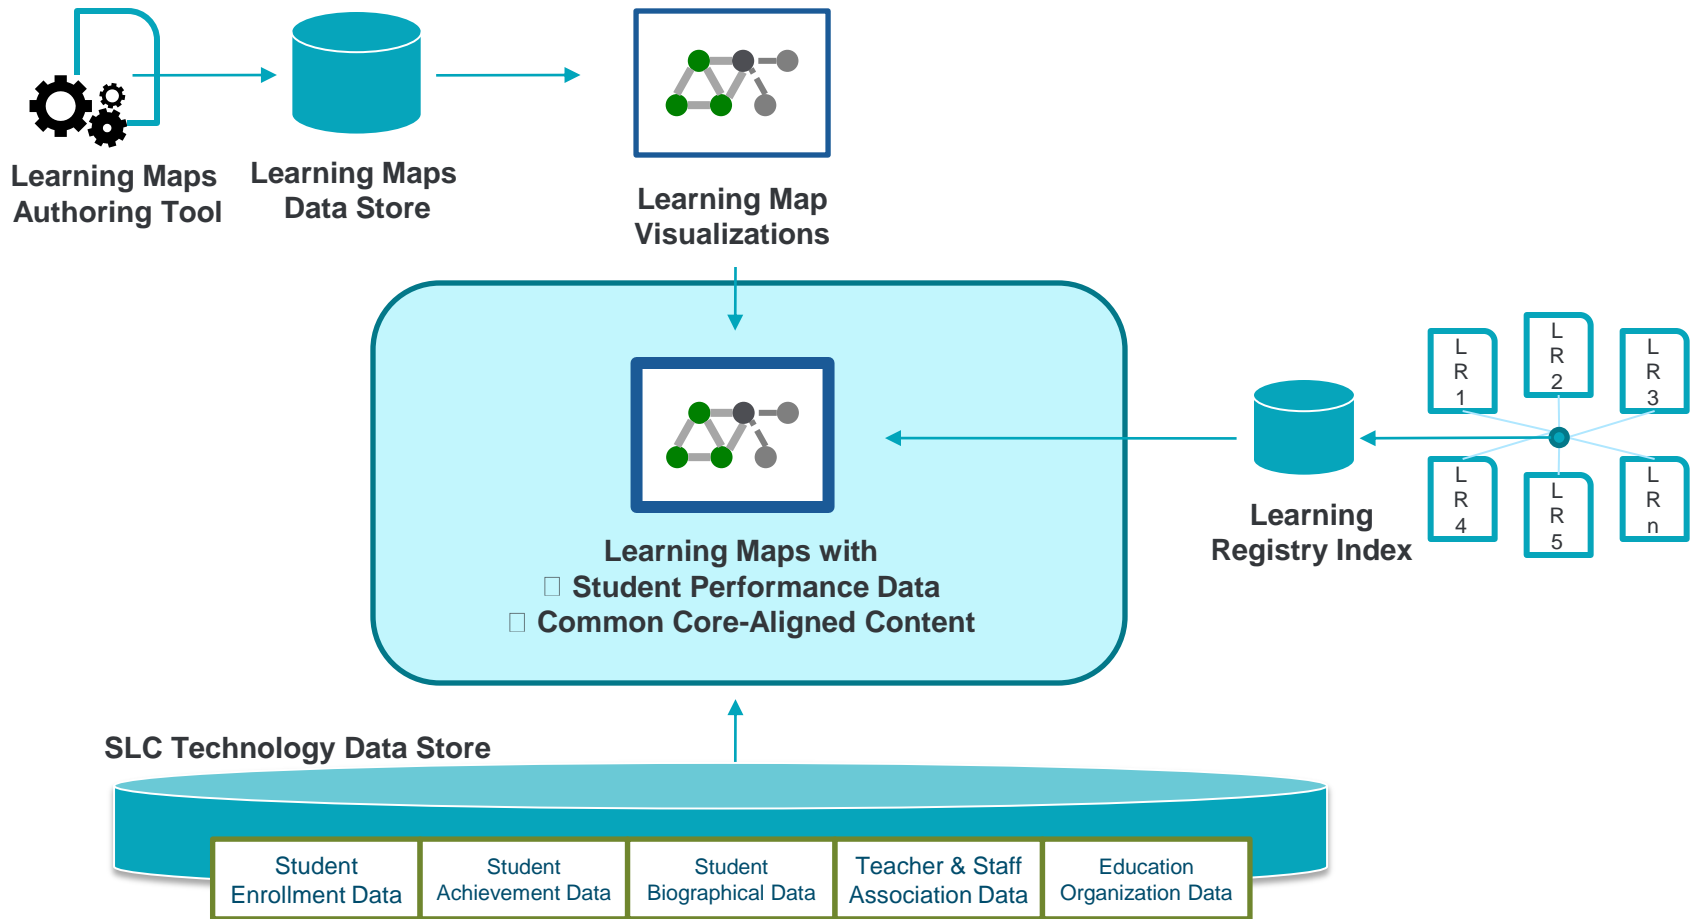 Learning Maps
Authoring Tool
Learning Maps
Data Store
Learning Map
Visualizations
L
R
1
L
R
2
L
R
3
L
R
4
L
R
5
L
R
n
Learning
Registry Index
Learning Maps with
Student Performance Data
Common Core-Aligned Content
SLC Technology Data Store
Student
Enrollment Data
Student
Achievement Data
Student
Biographical Data
Teacher & Staff
Association Data
Education
Organization Data